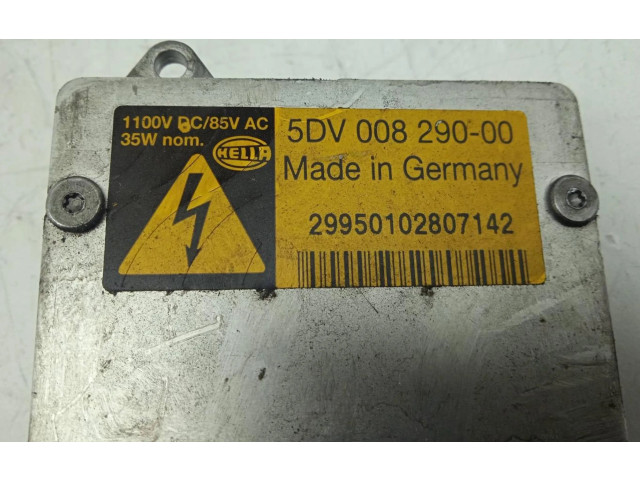 1100V DC/85V AC
35W nom.
HELLA
5DV 008 290-00
Made in Germany
29950102807142